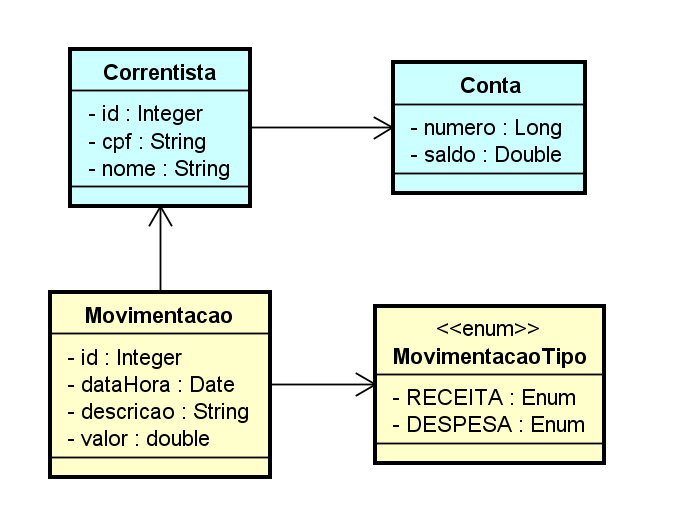 Correntista
- id : Integer
- cpf : String
- nome : String
Conta
- numero : Long
- saldo : Double
Movimentacao
- id : Integer
- dataHora : Date
- descricao : String
- valor : double
<<enum>>
MovimentacaoTipo
- RECEITA : Enum
- DESPESA : Enum